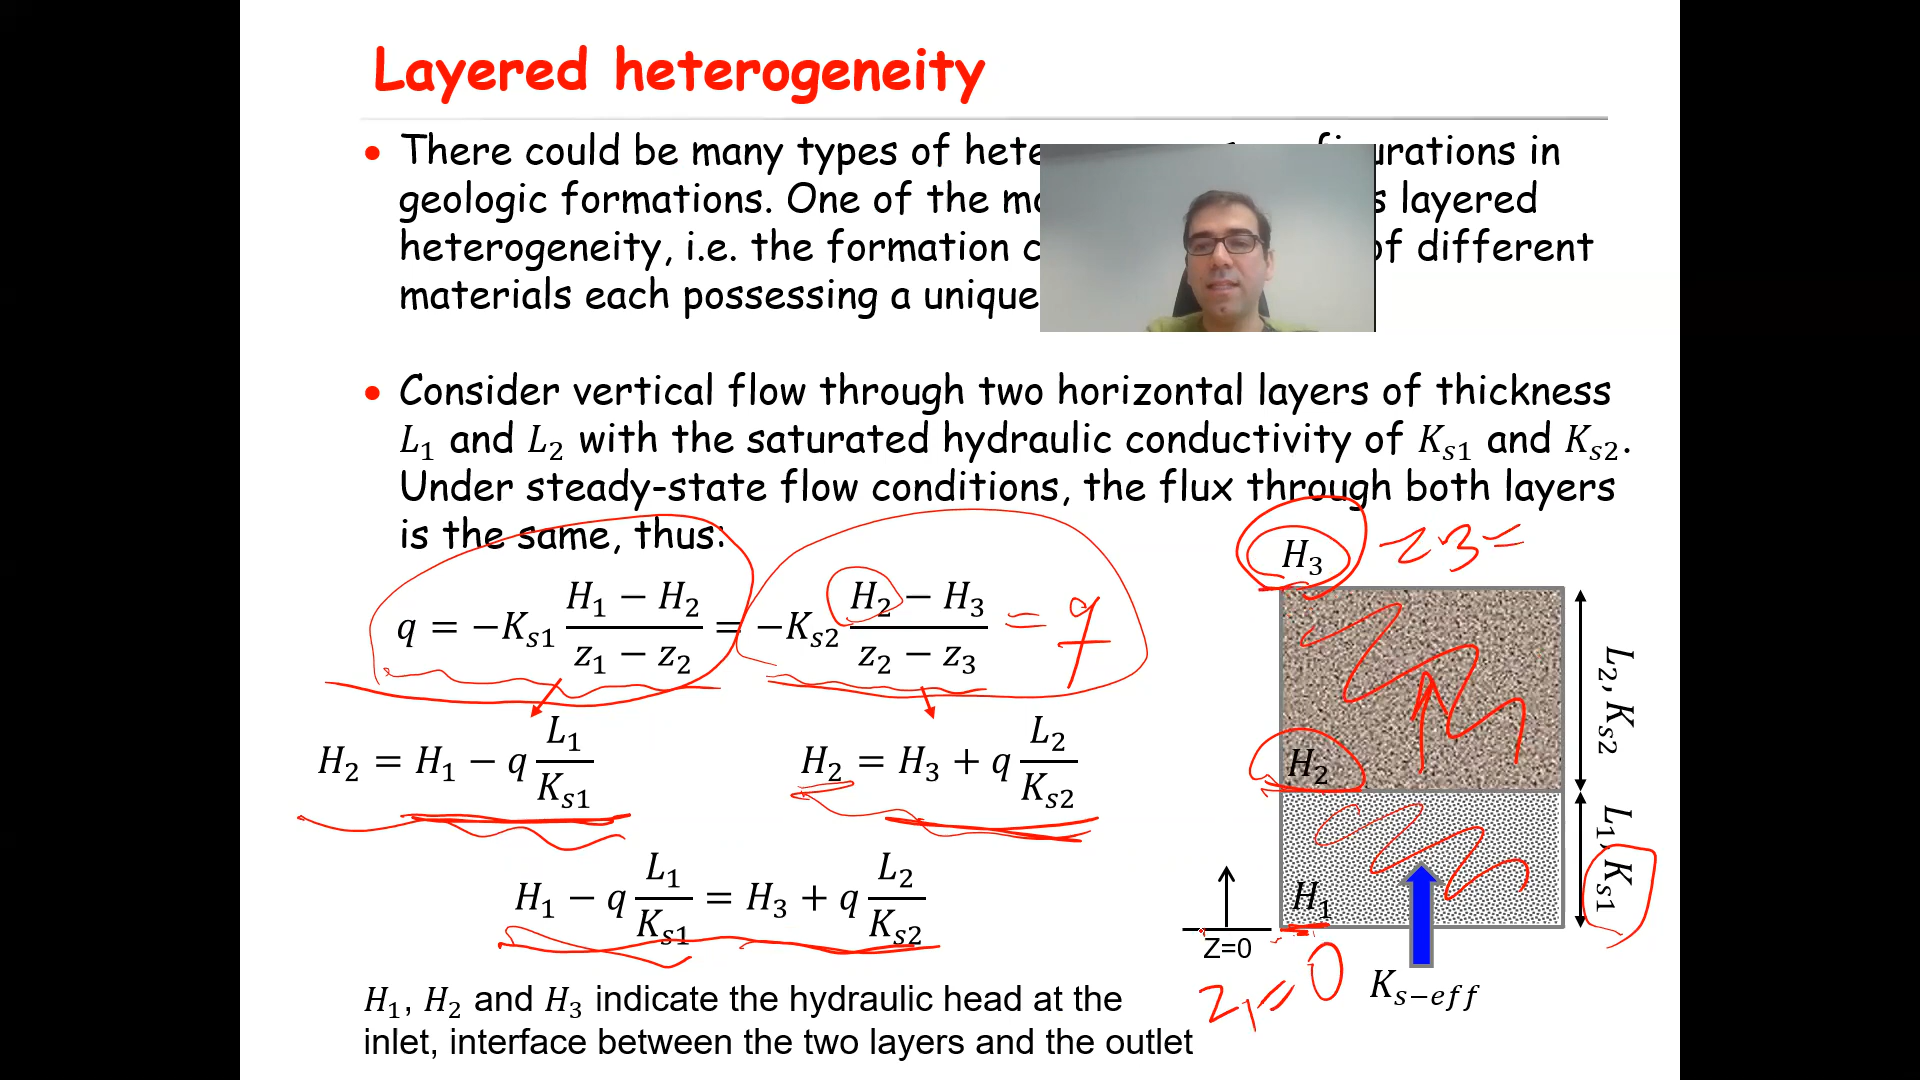 Layered heterogeneity
• There could be many types of in
geologic formations. One of the layered
heterogeneity, i.e. the formation of different
materials each possessing a unique
• Consider vertical flow through two horizontal layers of thickness
L₁ and L₂ with the saturated hydraulic conductivity of Kₛ₁ and Kₛ₂.
Under steady-state flow conditions, the flux through both layers
is the same, thus:
q = −Kₛ₁ (H₁ − H₂)/(z₁ − z₂) = −Kₛ₂ (H₂ − H₃)/(z₂ − z₃) = q
H₂ = H₁ − q L₁/Kₛ₁
H₂ = H₃ + q L₂/Kₛ₂
H₁ − q L₁/Kₛ₁ = H₃ + q L₂/Kₛ₂
H₁, H₂ and H₃ indicate the hydraulic head at the
inlet, interface between the two layers and the outlet
H₃
z3=
L₂, Kₛ₂
H₂
L₁, Kₛ₁
H₁
Z=0
z₁=0
K_{s−eff}